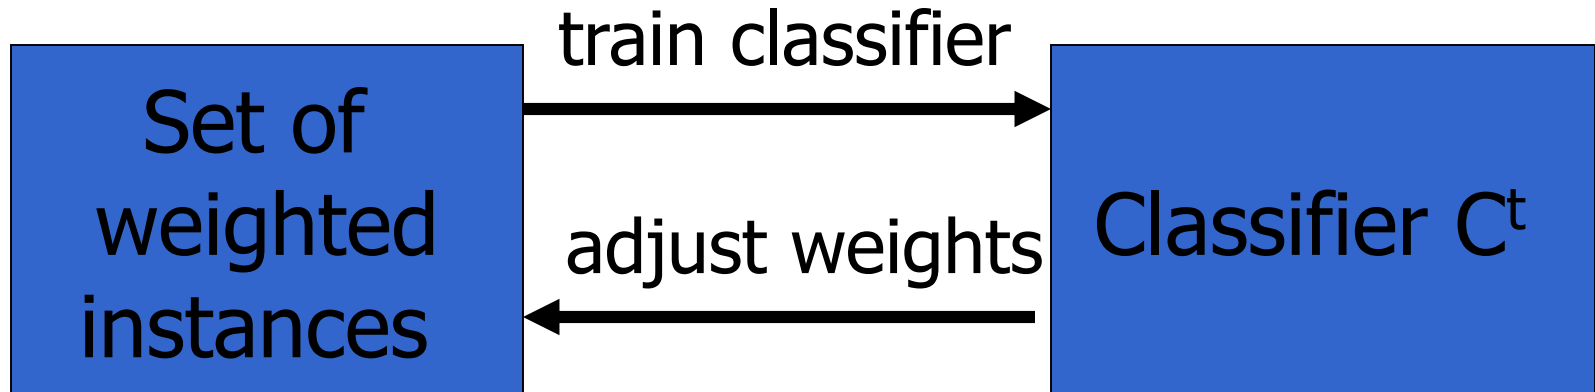 train classifier
Set of
weighted
instances
adjust weights
Classifier Cᵗ